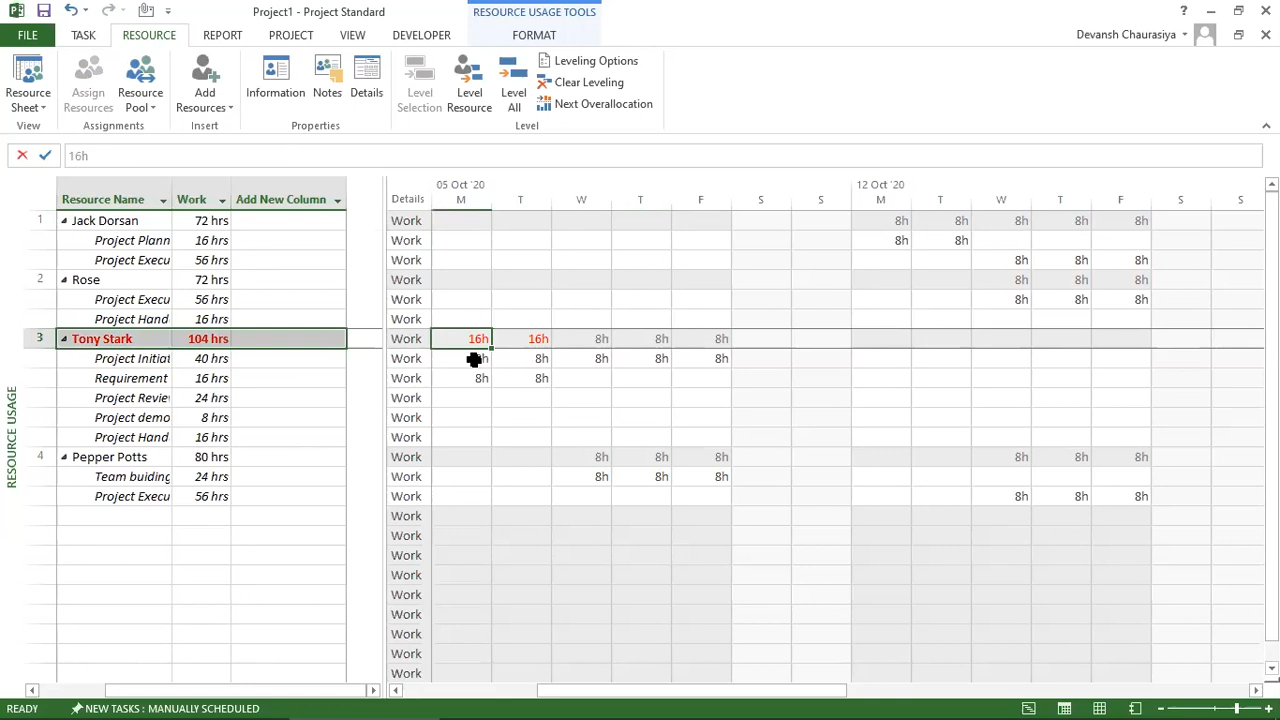 Project1 - Project Standard
RESOURCE USAGE TOOLS
?
FILE TASK RESOURCE REPORT PROJECT VIEW DEVELOPER FORMAT
Devansh Chaurasiya
Resource Sheet
Assign Resources
Resource Pool
Add Resources
Information
Notes
Details
Level Selection
Level Resource
Level All
Leveling Options
Clear Leveling
Next Overallocation
View Assignments Insert Properties Level
16h
05 Oct '20 12 Oct '20
Resource Name Work Add New Column Details M T W T F S S M T W T F S S
1 Jack Dorsan 72 hrs Work 8h 8h 8h 8h 8h
Project Plann 16 hrs Work 8h 8h
Project Execu 56 hrs Work 8h 8h 8h
2 Rose 72 hrs Work 8h 8h 8h
Project Execu 56 hrs Work 8h 8h 8h
Project Hand 16 hrs Work
3 Tony Stark 104 hrs Work 16h 16h 8h 8h 8h
Project Initiat 40 hrs Work h 8h 8h 8h 8h
Requirement 16 hrs Work 8h 8h
Project Revie 24 hrs Work
Project demo 8 hrs Work
Project Hand 16 hrs Work
4 Pepper Potts 80 hrs Work 8h 8h 8h 8h 8h 8h
Team buiding 24 hrs Work 8h 8h 8h
Project Execu 56 hrs Work 8h 8h 8h
Work
Work
Work
Work
Work
Work
Work
Work
Work
RESOURCE USAGE
READY NEW TASKS : MANUALLY SCHEDULED